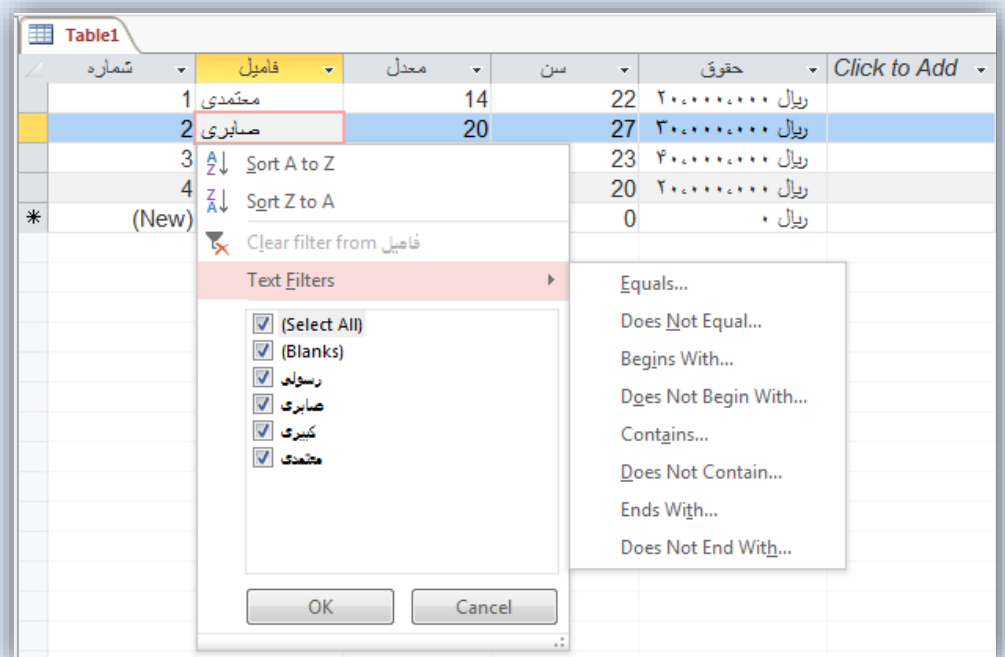 Table1
شماره فامیل معدل سن حقوق Click to Add
1 معتمدی 14 22 ریال ۲۰،۰۰۰،۰۰۰
2 صابری 20 27 ریال ۳۰،۰۰۰،۰۰۰
3 23 ریال ۴۰،۰۰۰،۰۰۰
4 20 ریال ۲۰،۰۰۰،۰۰۰
(New) 0 ریال ۰
Sort A to Z
Sort Z to A
Clear filter from فامیل
Text Filters
(Select All)
(Blanks)
رسولی
صابری
کبیری
معتمدی
OK Cancel
Equals...
Does Not Equal...
Begins With...
Does Not Begin With...
Contains...
Does Not Contain...
Ends With...
Does Not End With...